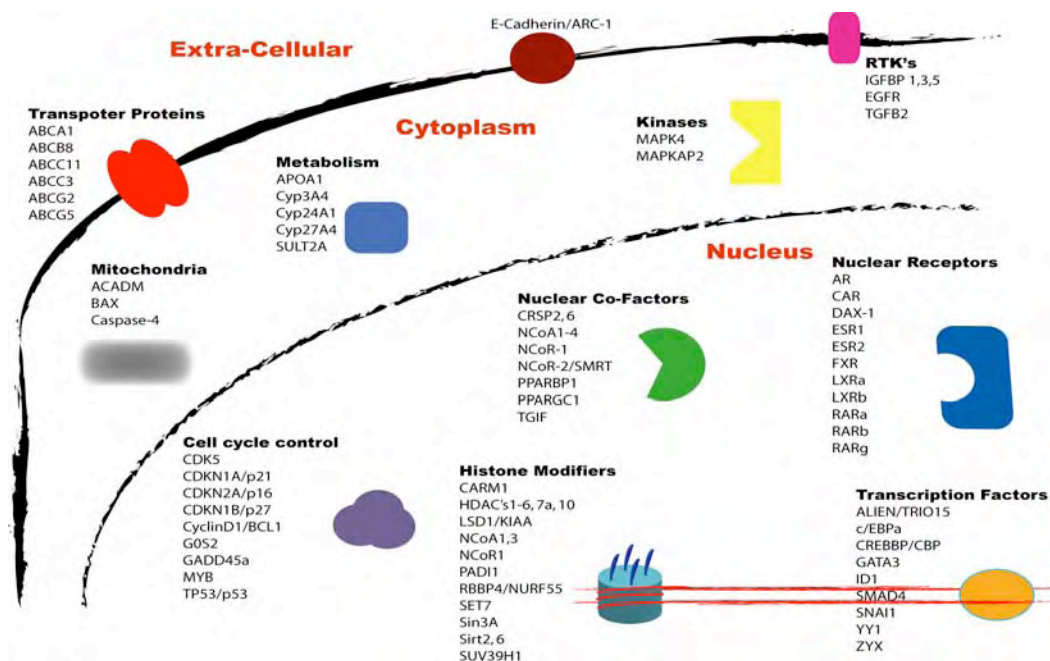 E-Cadherin/ARC-1
Extra-Cellular
RTK's
IGFBP 1,3,5
EGFR
TGFB2
Transpoter Proteins
ABCA1
ABCB8
ABCC11
ABCC3
ABCG2
ABCG5
Cytoplasm
Kinases
MAPK4
MAPKAP2
Metabolism
APOA1
Cyp3A4
Cyp24A1
Cyp27A4
SULT2A
Mitochondria
ACADM
BAX
Caspase-4
Nucleus
Nuclear Co-Factors
CRSP2, 6
NCoA1-4
NCoR-1
NCoR-2/SMRT
PPARBP1
PPARGC1
TGIF
Nuclear Receptors
AR
CAR
DAX-1
ESR1
ESR2
FXR
LXRa
LXRb
RARa
RARb
RARg
Cell cycle control
CDK5
CDKN1A/p21
CDKN2A/p16
CDKN1B/p27
CyclinD1/BCL1
G0S2
GADD45a
MYB
TP53/p53
Histone Modifiers
CARM1
HDAC's1-6, 7a, 10
LSD1/KIAA
NCoA1,3
NCoR1
PADI1
RBBP4/NURF55
SET7
Sin3A
Sirt2, 6
SUV39H1
Transcription Factors
ALIEN/TRIO15
c/EBPa
CREBBP/CBP
GATA3
ID1
SMAD4
SNAI1
YY1
ZYX